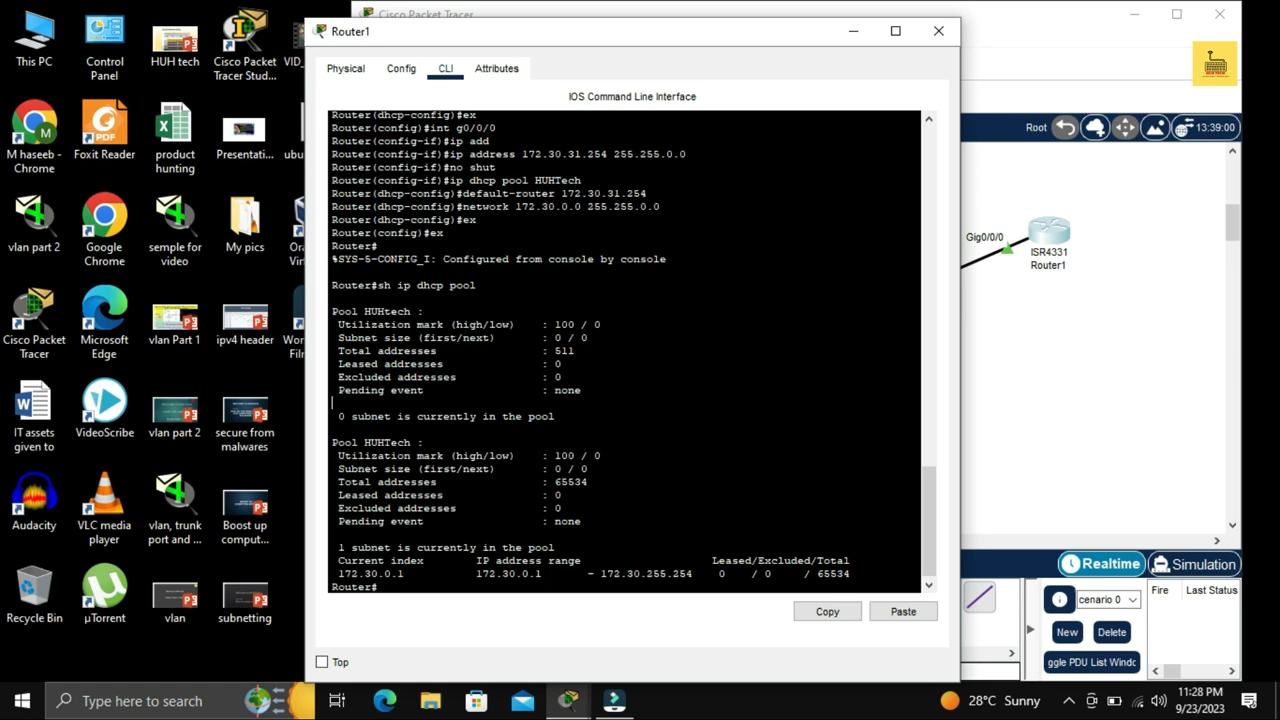 Cisco Packet Tracer
Router1
Physical
Config
CLI
Attributes
IOS Command Line Interface
Router(dhcp-config)#ex
Router(config)#int g0/0/0
Router(config-if)#ip add
Router(config-if)#ip address 172.30.31.254 255.255.0.0
Router(config-if)#no shut
Router(config-if)#ip dhcp pool HUHTech
Router(dhcp-config)#default-router 172.30.31.254
Router(dhcp-config)#network 172.30.0.0 255.255.0.0
Router(dhcp-config)#ex
Router(config)#ex
Router#
%SYS-5-CONFIG_I: Configured from console by console
Router#sh ip dhcp pool
Pool HUHtech :
Utilization mark (high/low) : 100 / 0
Subnet size (first/next) : 0 / 0
Total addresses : 511
Leased addresses : 0
Excluded addresses : 0
Pending event : none
0 subnet is currently in the pool
Pool HUHTech :
Utilization mark (high/low) : 100 / 0
Subnet size (first/next) : 0 / 0
Total addresses : 65534
Leased addresses : 0
Excluded addresses : 0
Pending event : none
1 subnet is currently in the pool
Current index IP address range Leased/Excluded/Total
172.30.0.1 172.30.0.1 - 172.30.255.254 0 / 0 / 65534
Router#
Copy
Paste
Top
Root
13:39:00
Gig0/0/0
ISR4331
Router1
Realtime
Simulation
cenario 0
New
Delete
ggle PDU List Windo
Fire
Last Status
This PC
Control
Panel
HUH tech
Cisco Packet
Tracer Stud...
VID_
M haseeb -
Chrome
Foxit Reader
product
hunting
Presentati...
ubu
vlan part 2
Google
Chrome
semple for
video
My pics
Ora
Vin
Cisco Packet
Tracer
Microsoft
Edge
vlan Part 1
ipv4 header
Wor
Fil
IT assets
given to
VideoScribe
vlan part 2
secure from
malwares
Audacity
VLC media
player
vlan, trunk
port and ...
Boost up
comput...
Recycle Bin
µTorrent
vlan
subnetting
Type here to search
28°C Sunny
11:28 PM
9/23/2023